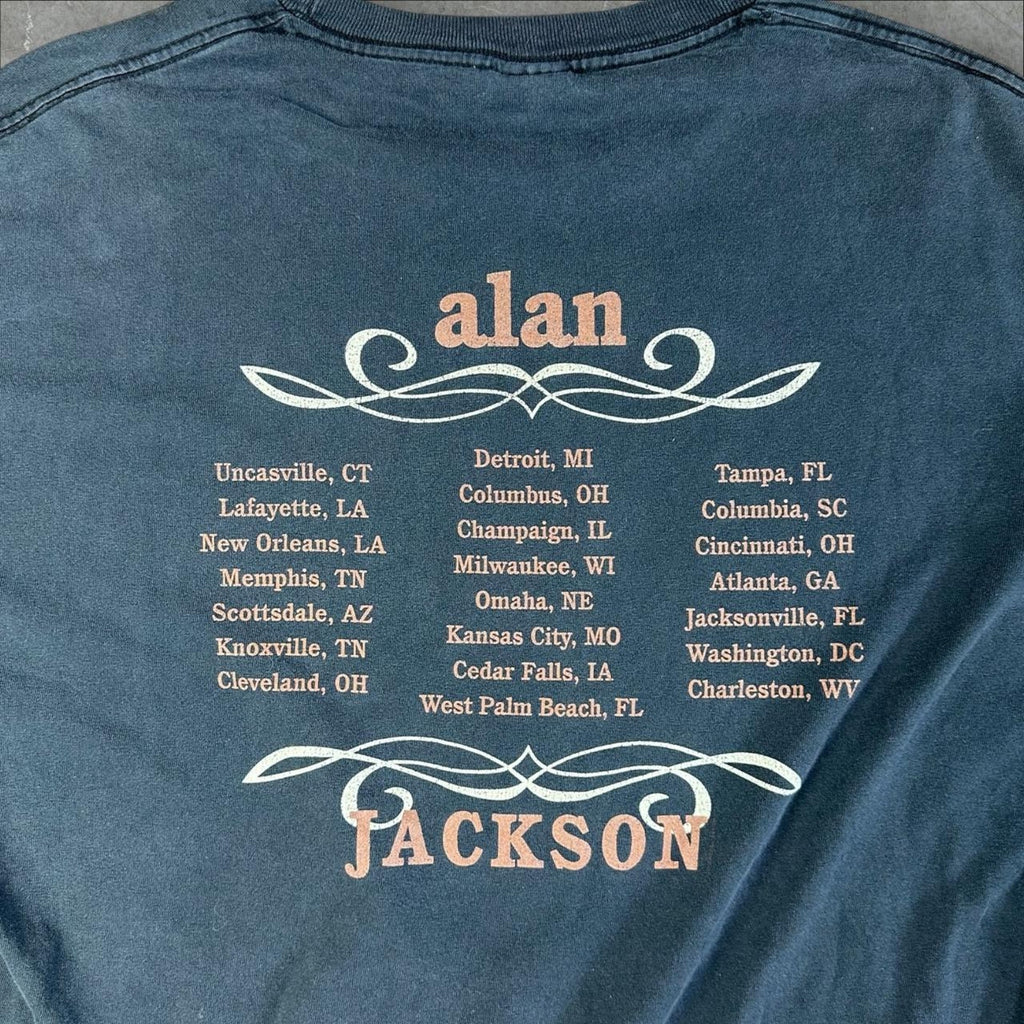 alan
Uncasville, CT
Lafayette, LA
New Orleans, LA
Memphis, TN
Scottsdale, AZ
Knoxville, TN
Cleveland, OH
Detroit, MI
Columbus, OH
Champaign, IL
Milwaukee, WI
Omaha, NE
Kansas City, MO
Cedar Falls, IA
West Palm Beach, FL
Tampa, FL
Columbia, SC
Cincinnati, OH
Atlanta, GA
Jacksonville, FL
Washington, DC
Charleston, WV
JACKSON